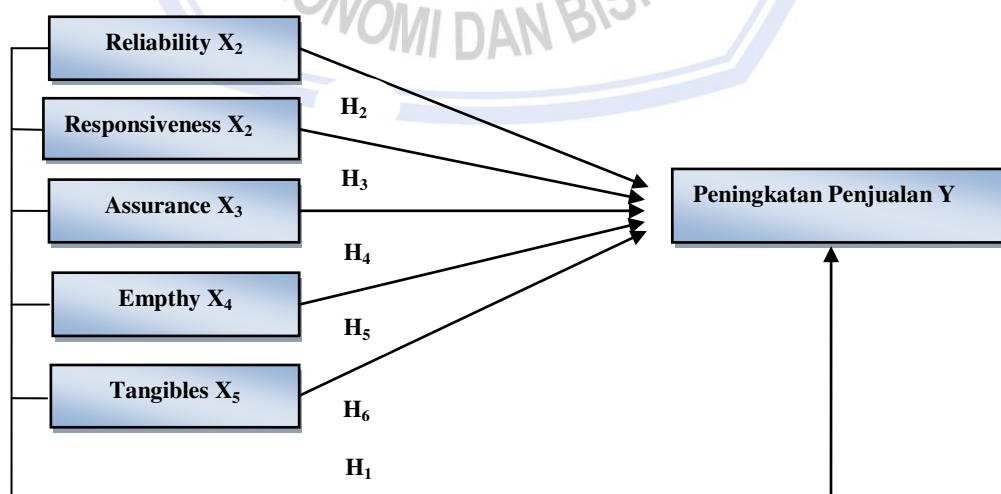 ONOMI DAN BIS
Reliability X₂
H₂
Responsiveness X₂
H₃
Peningkatan Penjualan Y
Assurance X₃
H₄
Empthy X₄
H₅
Tangibles X₅
H₆
H₁